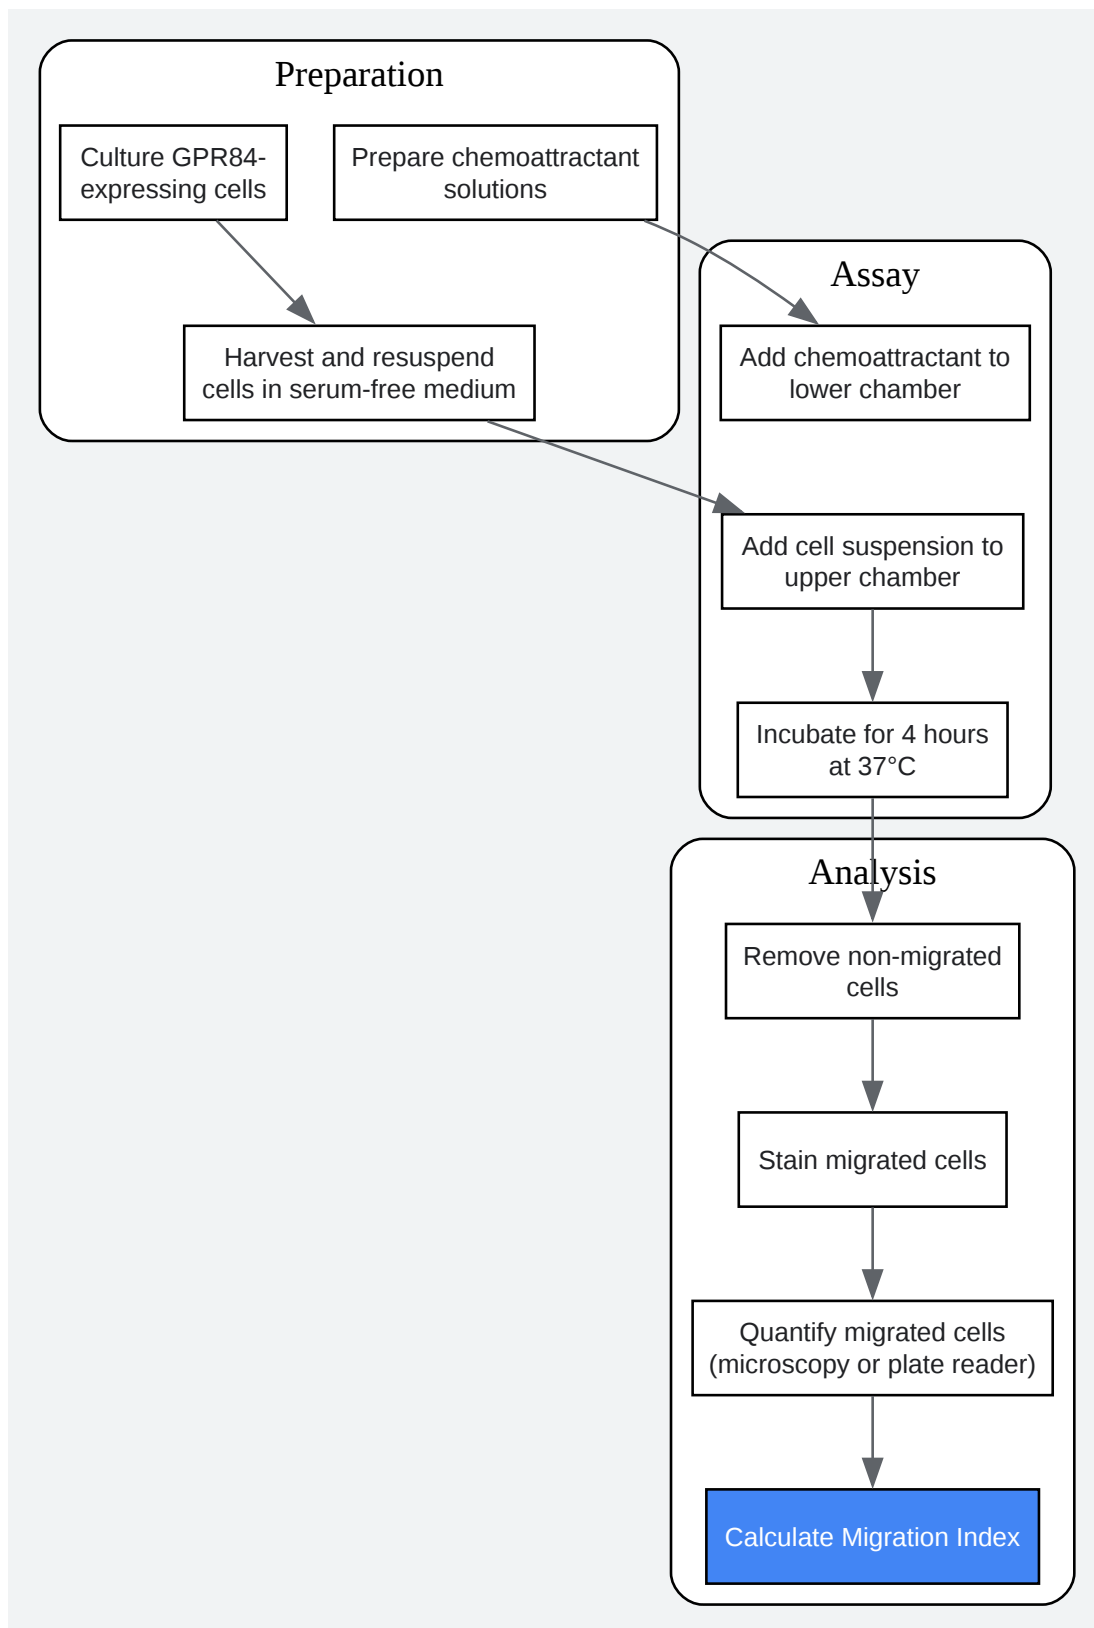 Preparation
Culture GPR84-
expressing cells
Prepare chemoattractant
solutions
Harvest and resuspend
cells in serum-free medium
Assay
Add chemoattractant to
lower chamber
Add cell suspension to
upper chamber
Incubate for 4 hours
at 37°C
Analysis
Remove non-migrated
cells
Stain migrated cells
Quantify migrated cells
(microscopy or plate reader)
Calculate Migration Index